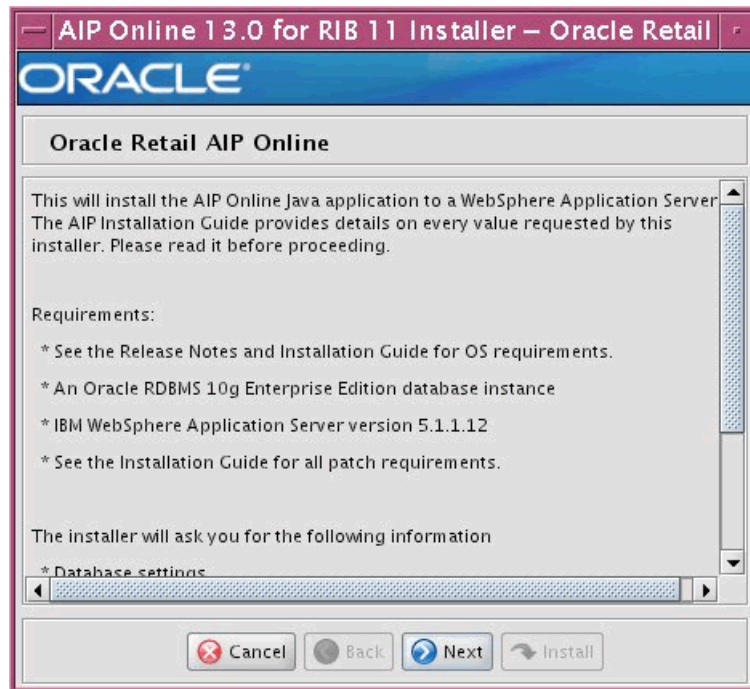 AIP Online 13.0 for RIB 11 Installer – Oracle Retail
ORACLE
Oracle Retail AIP Online
This will install the AIP Online Java application to a WebSphere Application Server
The AIP Installation Guide provides details on every value requested by this
installer. Please read it before proceeding.
Requirements:
* See the Release Notes and Installation Guide for OS requirements.
* An Oracle RDBMS 10g Enterprise Edition database instance
* IBM WebSphere Application Server version 5.1.1.12
* See the Installation Guide for all patch requirements.
The installer will ask you for the following information
* Database settings
Cancel Back Next Install